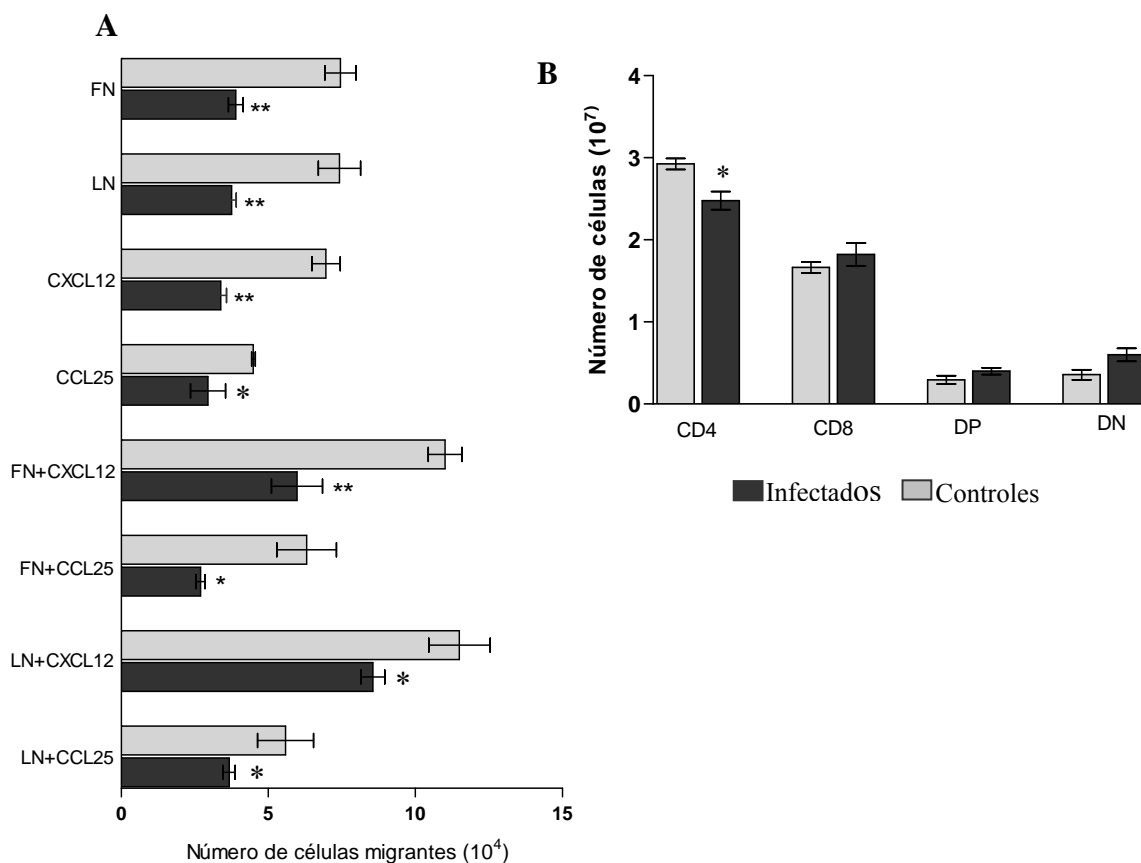 A
FN
**
LN
**
CXCL12
**
CCL25
*
FN+CXCL12
**
FN+CCL25
*
LN+CXCL12
*
LN+CCL25
*
0 5 10 15
Número de células migrantes (10⁴)
B
Número de células (10⁷)
4
3
2
1
0
*
CD4 CD8 DP DN
Infectados Controles